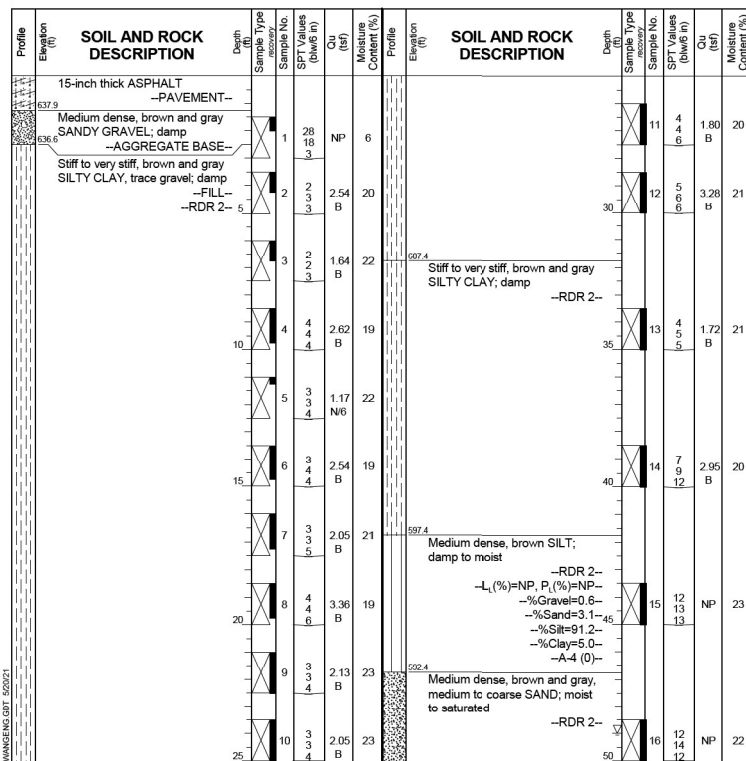 Profile
Elevation (ft)
SOIL AND ROCK
DESCRIPTION
Depth (ft)
Sample Type
recovery
Sample No.
SPT Values
(blw/6 in)
Qu
(tsf)
Moisture
Content (%)
15-inch thick ASPHALT
--PAVEMENT--
637.9
Medium dense, brown and gray
SANDY GRAVEL; damp
636.6
--AGGREGATE BASE--
1 28 18 3 NP 6
Stiff to very stiff, brown and gray
SILTY CLAY, trace gravel; damp
--FILL--
--RDR 2--
5
2 2 3 3 2.54 B 20
3 2 2 3 1.64 B 22
10
4 4 4 4 2.62 B 19
5 3 3 4 1.17 N/6 22
15
6 3 4 4 2.54 B 19
7 3 3 5 2.05 B 21
20
8 4 4 6 3.36 B 19
9 3 3 4 2.13 B 23
25
10 3 3 4 2.05 B 23
WANGENG.GDT 5/20/21
Profile
Elevation (ft)
SOIL AND ROCK
DESCRIPTION
Depth (ft)
Sample Type
recovery
Sample No.
SPT Values
(blw/6 in)
Qu
(tsf)
Moisture
Content (%)
11 4 4 6 1.80 B 20
30
12 5 6 6 3.28 B 21
607.4
Stiff to very stiff, brown and gray
SILTY CLAY; damp
--RDR 2--
35
13 4 5 5 1.72 B 21
40
14 7 9 12 2.95 B 20
597.4
Medium dense, brown SILT;
damp to moist
--RDR 2--
--LL(%)=NP, PL(%)=NP--
--%Gravel=0.6--
--%Sand=3.1--
45
--%Silt=91.2--
--%Clay=5.0--
--A-4 (0)--
15 12 13 13 NP 23
592.4
Medium dense, brown and gray,
medium to coarse SAND; moist
to saturated
--RDR 2--
50
16 12 14 12 NP 22